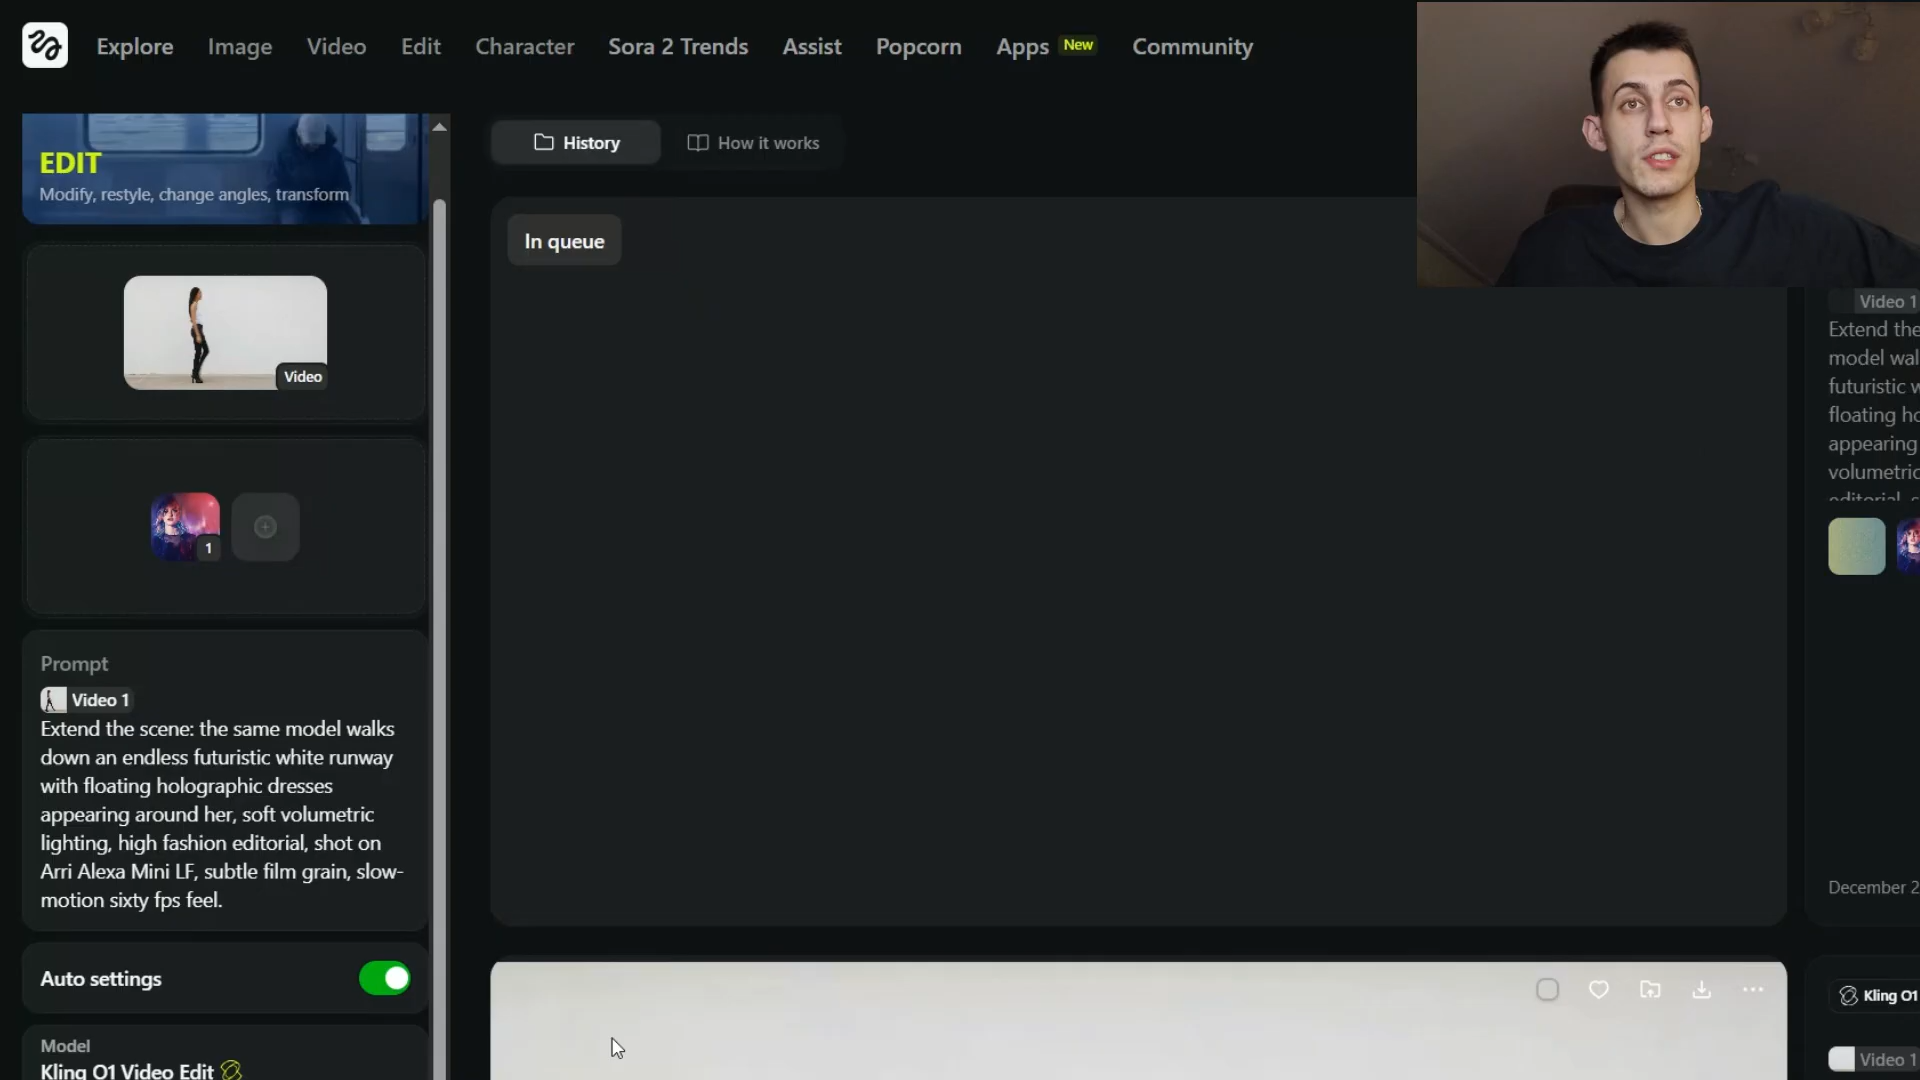 Explore Image Video Edit Character Sora 2 Trends Assist Popcorn Apps New Community
EDIT
Modify, restyle, change angles, transform
Video
1
Prompt
Video 1
Extend the scene: the same model walks
down an endless futuristic white runway
with floating holographic dresses
appearing around her, soft volumetric
lighting, high fashion editorial, shot on
Arri Alexa Mini LF, subtle film grain, slow-
motion sixty fps feel.
Auto settings
Model
Kling O1 Video Edit
History How it works
In queue
Video 1
Extend the
model wal
futuristic w
floating ho
appearing
volumetric
editorial, s
December 2
Kling O1
Video 1